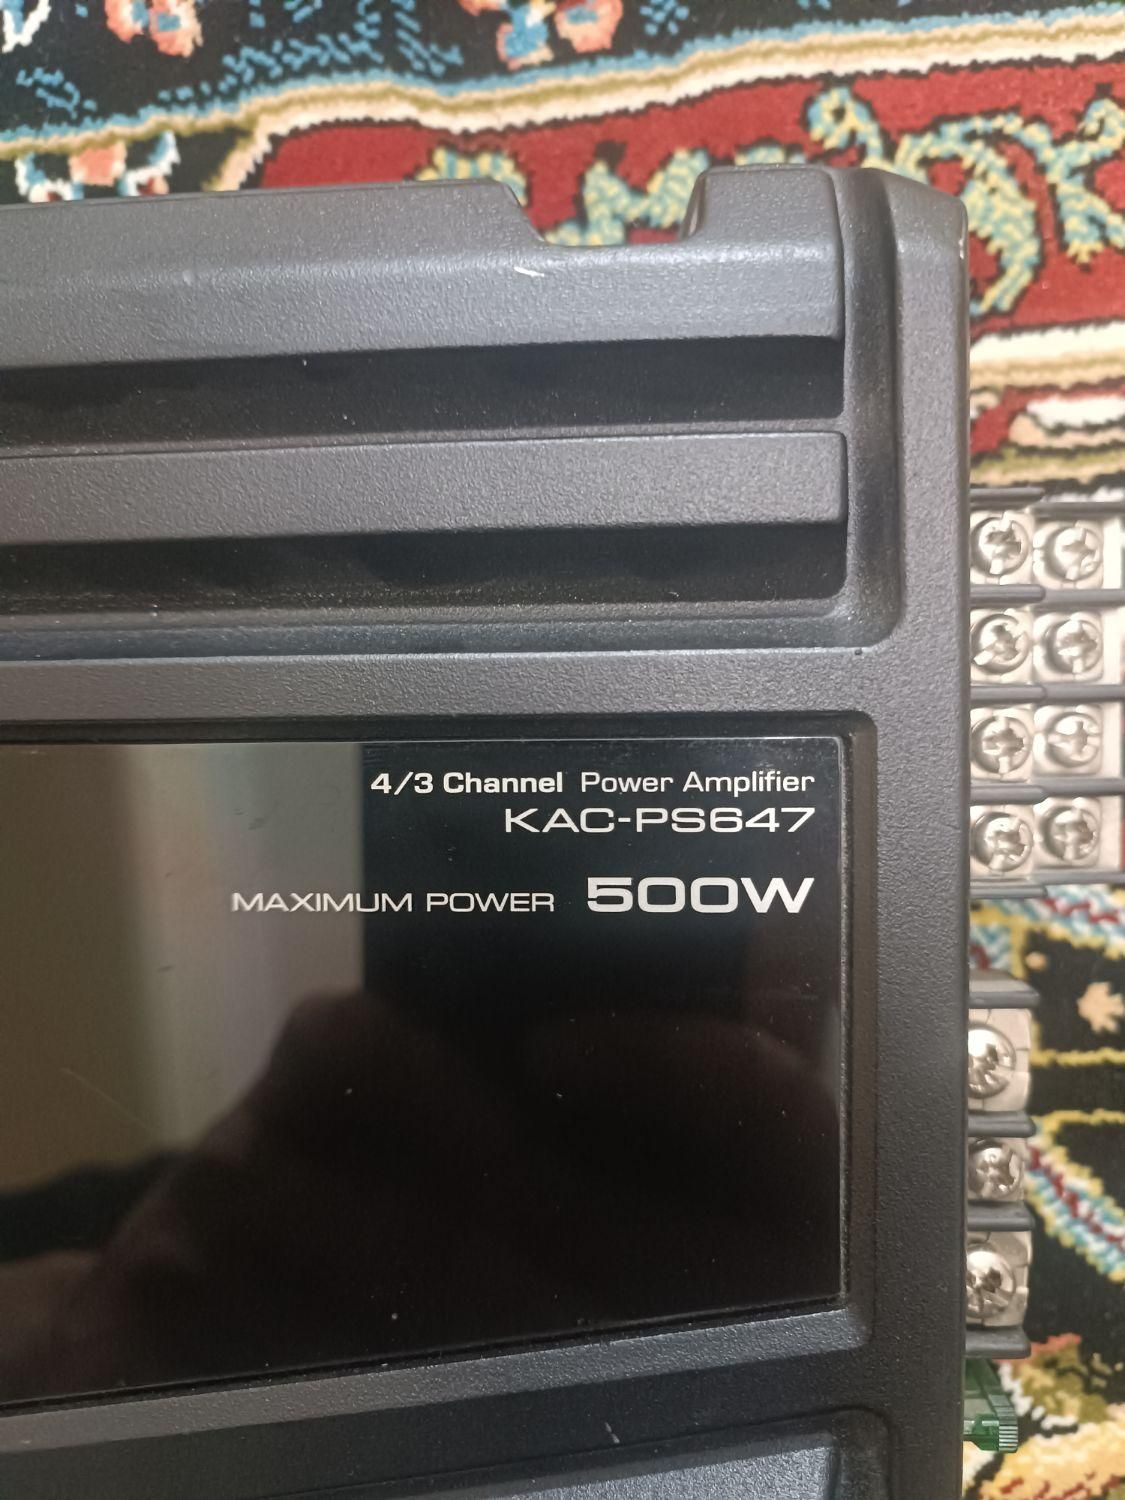 4/3 Channel Power Amplifier
KAC-PS647
MAXIMUM POWER 500W